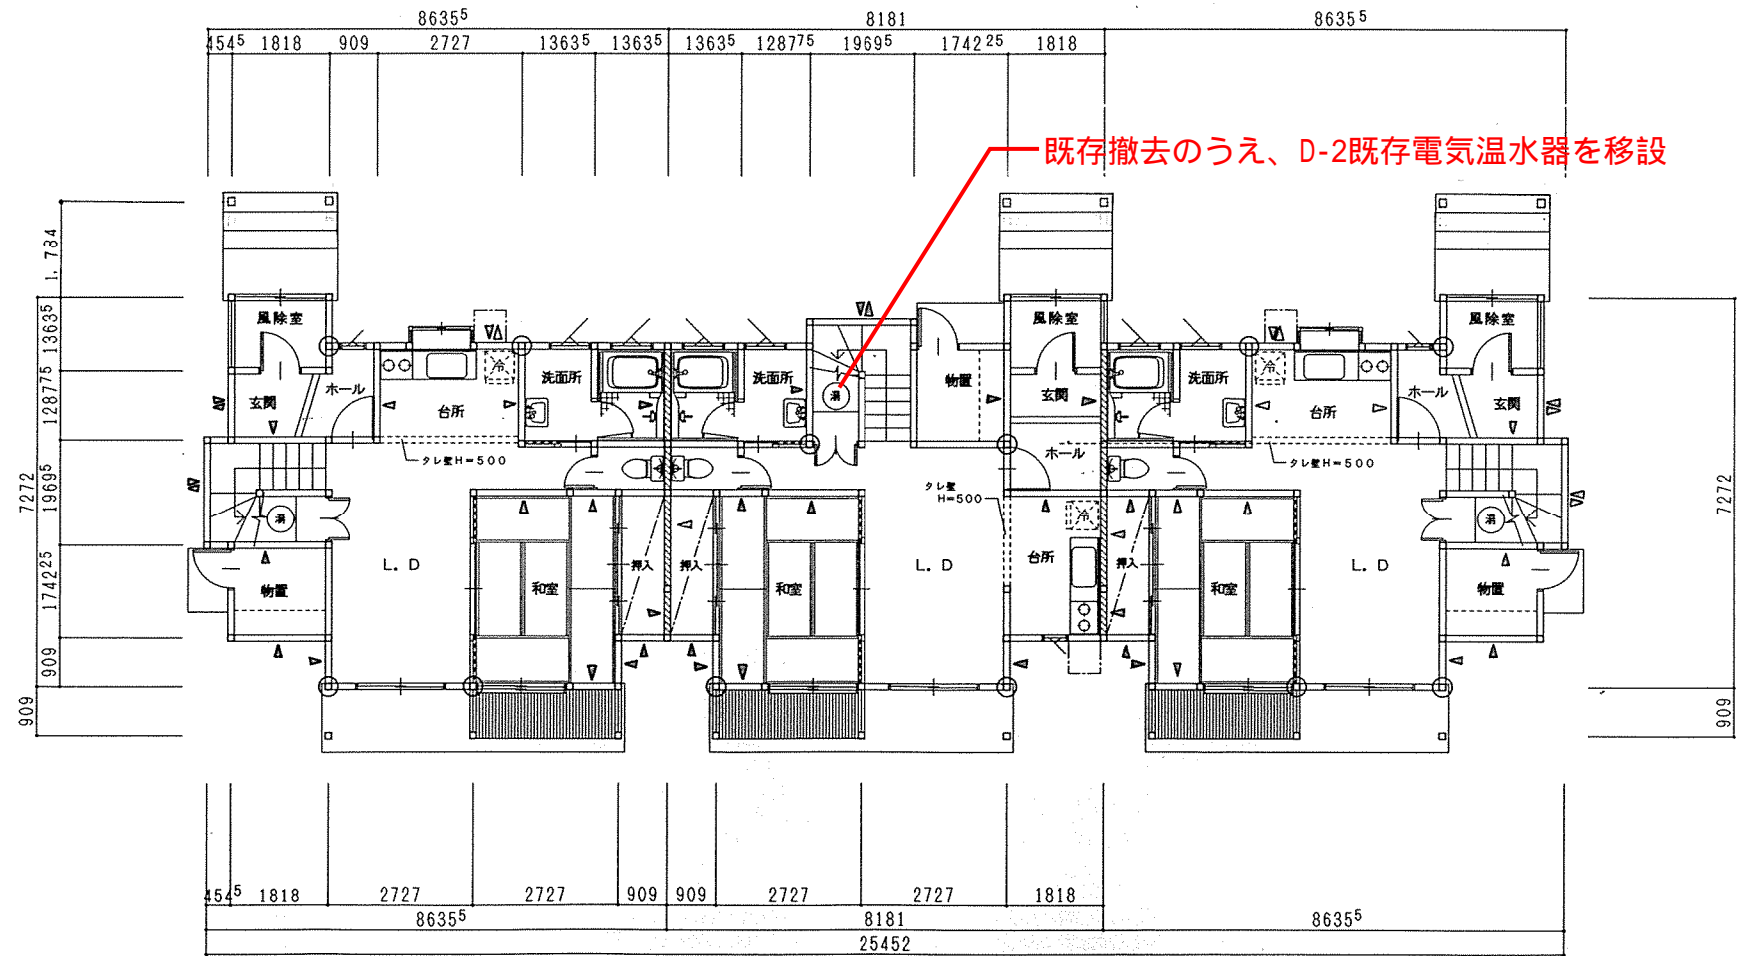 8635⁵ 8181 8635⁵
454⁵ 1818 909 2727 1363⁵ 1363⁵ 1363⁵ 1287⁷⁵ 1969⁵ 1742²⁵ 1818
既存撤去のうえ、D-2既存電気温水器を移設
1.784
1363⁵
1287⁷⁵
1969⁵
1742²⁵
909
7272
909
7272
909
風除室 風除室 風除室
玄関 ホール 台所 冷 洗面所 洗面所 湯 物置 玄関 洗面所 冷 台所 ホール 玄関
タレ壁H=500 ホール タレ壁H=500
タレ壁
H=500
湯 冷 湯
物置 L.D 和室 押入 押入 和室 L.D 台所 押入 和室 L.D 物置
454⁵ 1818 2727 2727 909 909 2727 2727 1818
8635⁵ 8181 8635⁵
25452